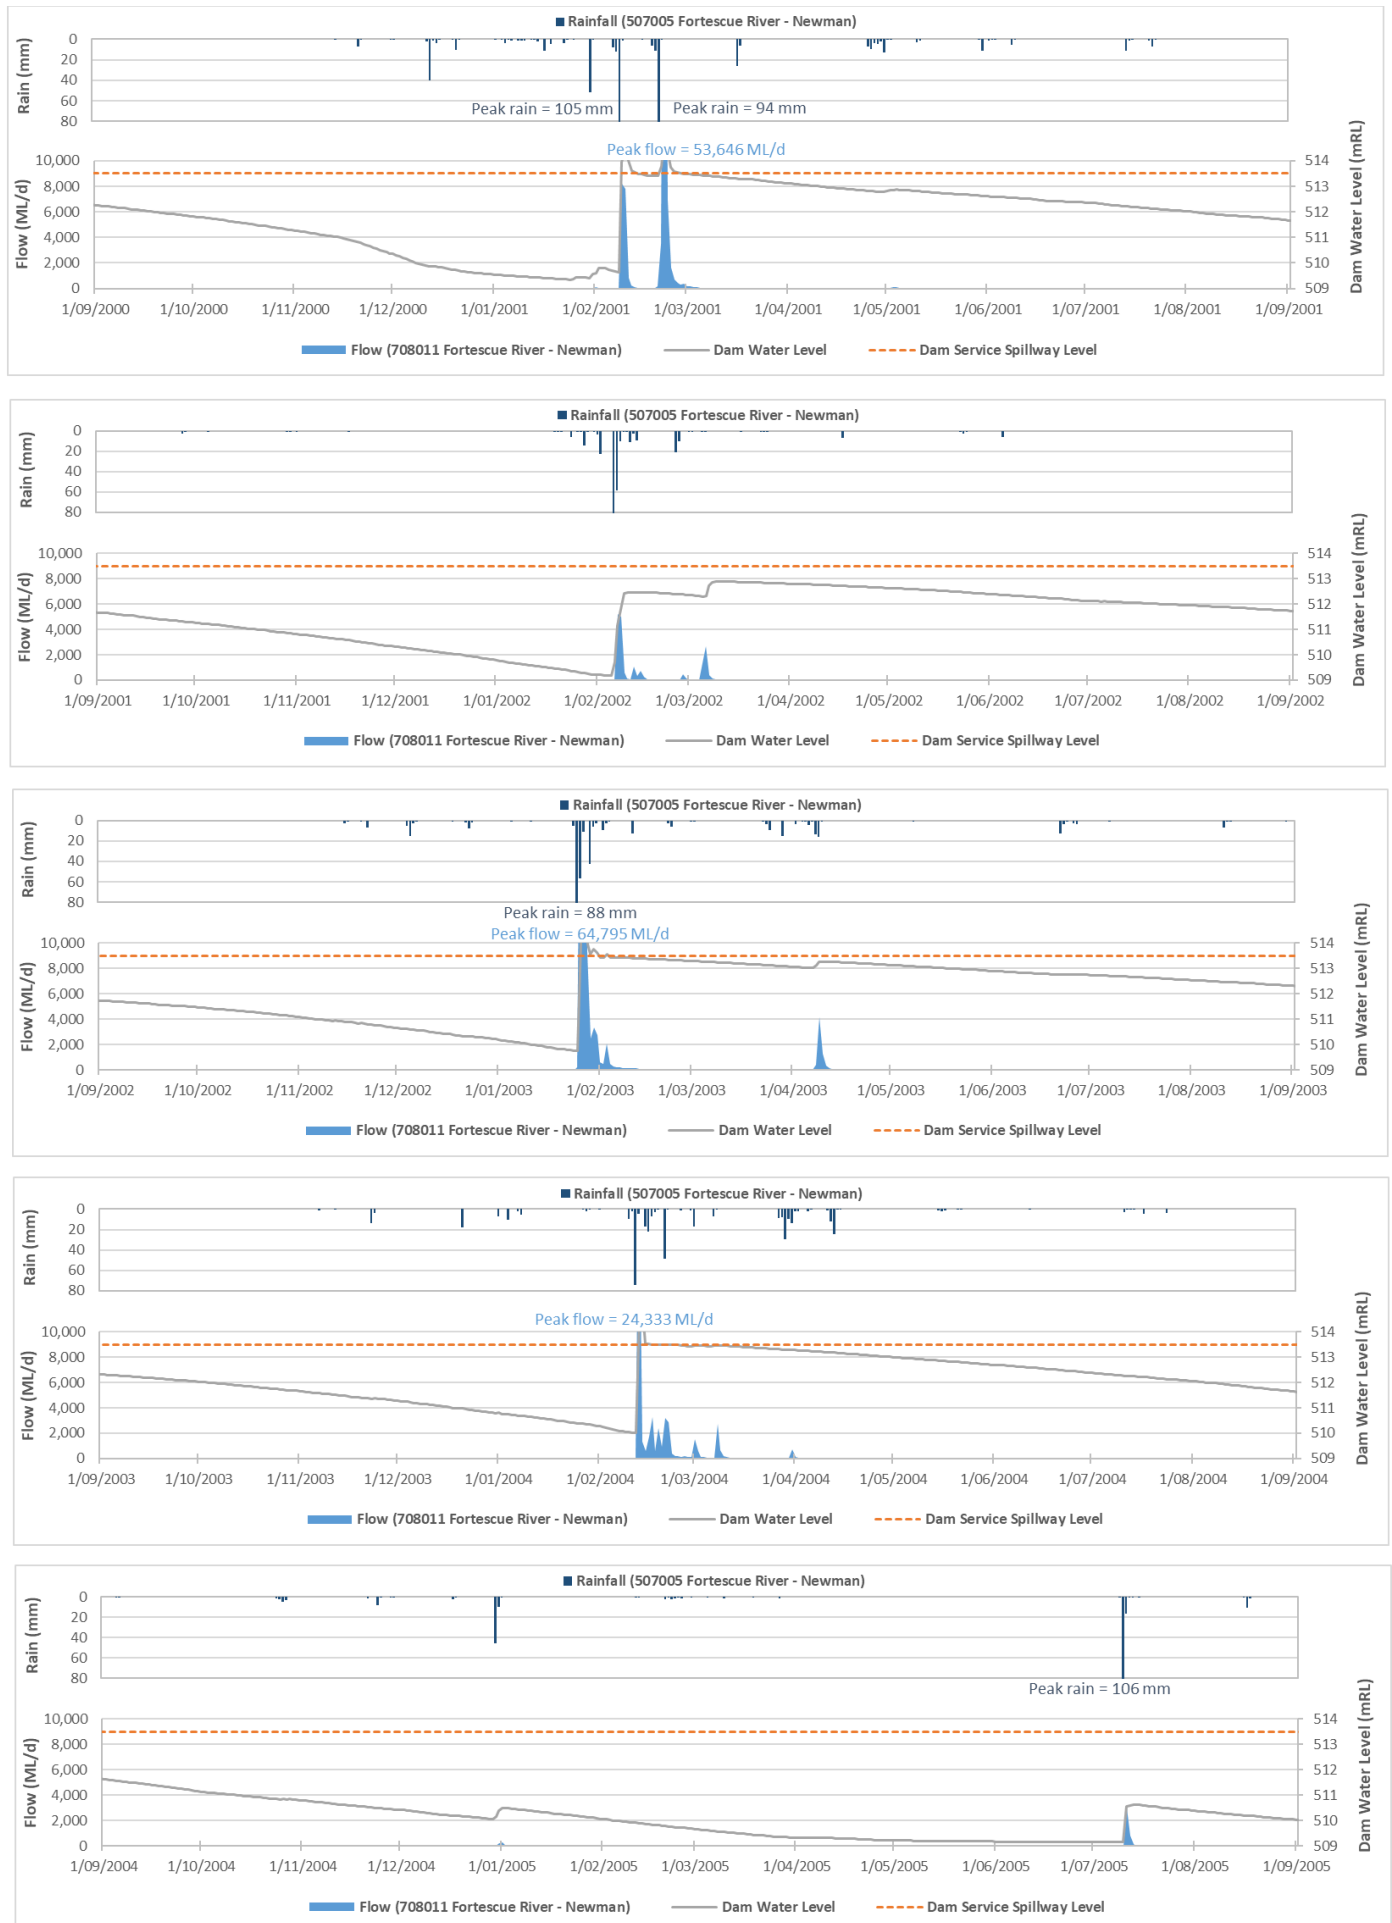 Rainfall (507005 Fortescue River - Newman)
Rain (mm)
0
20
40
60
80
Peak rain = 105 mm
Peak rain = 94 mm
Peak flow = 53,646 ML/d
Flow (ML/d)
10,000
8,000
6,000
4,000
2,000
0
514
513
512
511
510
509
Dam Water Level (mRL)
1/09/2000 1/10/2000 1/11/2000 1/12/2000 1/01/2001 1/02/2001 1/03/2001 1/04/2001 1/05/2001 1/06/2001 1/07/2001 1/08/2001 1/09/2001
Flow (708011 Fortescue River - Newman) Dam Water Level Dam Service Spillway Level
Rainfall (507005 Fortescue River - Newman)
Rain (mm)
0
20
40
60
80
Flow (ML/d)
10,000
8,000
6,000
4,000
2,000
0
514
513
512
511
510
509
Dam Water Level (mRL)
1/09/2001 1/10/2001 1/11/2001 1/12/2001 1/01/2002 1/02/2002 1/03/2002 1/04/2002 1/05/2002 1/06/2002 1/07/2002 1/08/2002 1/09/2002
Flow (708011 Fortescue River - Newman) Dam Water Level Dam Service Spillway Level
Rainfall (507005 Fortescue River - Newman)
Rain (mm)
0
20
40
60
80
Peak rain = 88 mm
Peak flow = 64,795 ML/d
Flow (ML/d)
10,000
8,000
6,000
4,000
2,000
0
514
513
512
511
510
509
Dam Water Level (mRL)
1/09/2002 1/10/2002 1/11/2002 1/12/2002 1/01/2003 1/02/2003 1/03/2003 1/04/2003 1/05/2003 1/06/2003 1/07/2003 1/08/2003 1/09/2003
Flow (708011 Fortescue River - Newman) Dam Water Level Dam Service Spillway Level
Rainfall (507005 Fortescue River - Newman)
Rain (mm)
0
20
40
60
80
Peak flow = 24,333 ML/d
Flow (ML/d)
10,000
8,000
6,000
4,000
2,000
0
514
513
512
511
510
509
Dam Water Level (mRL)
1/09/2003 1/10/2003 1/11/2003 1/12/2003 1/01/2004 1/02/2004 1/03/2004 1/04/2004 1/05/2004 1/06/2004 1/07/2004 1/08/2004 1/09/2004
Flow (708011 Fortescue River - Newman) Dam Water Level Dam Service Spillway Level
Rainfall (507005 Fortescue River - Newman)
Rain (mm)
0
20
40
60
80
Peak rain = 106 mm
Flow (ML/d)
10,000
8,000
6,000
4,000
2,000
0
514
513
512
511
510
509
Dam Water Level (mRL)
1/09/2004 1/10/2004 1/11/2004 1/12/2004 1/01/2005 1/02/2005 1/03/2005 1/04/2005 1/05/2005 1/06/2005 1/07/2005 1/08/2005 1/09/2005
Flow (708011 Fortescue River - Newman) Dam Water Level Dam Service Spillway Level